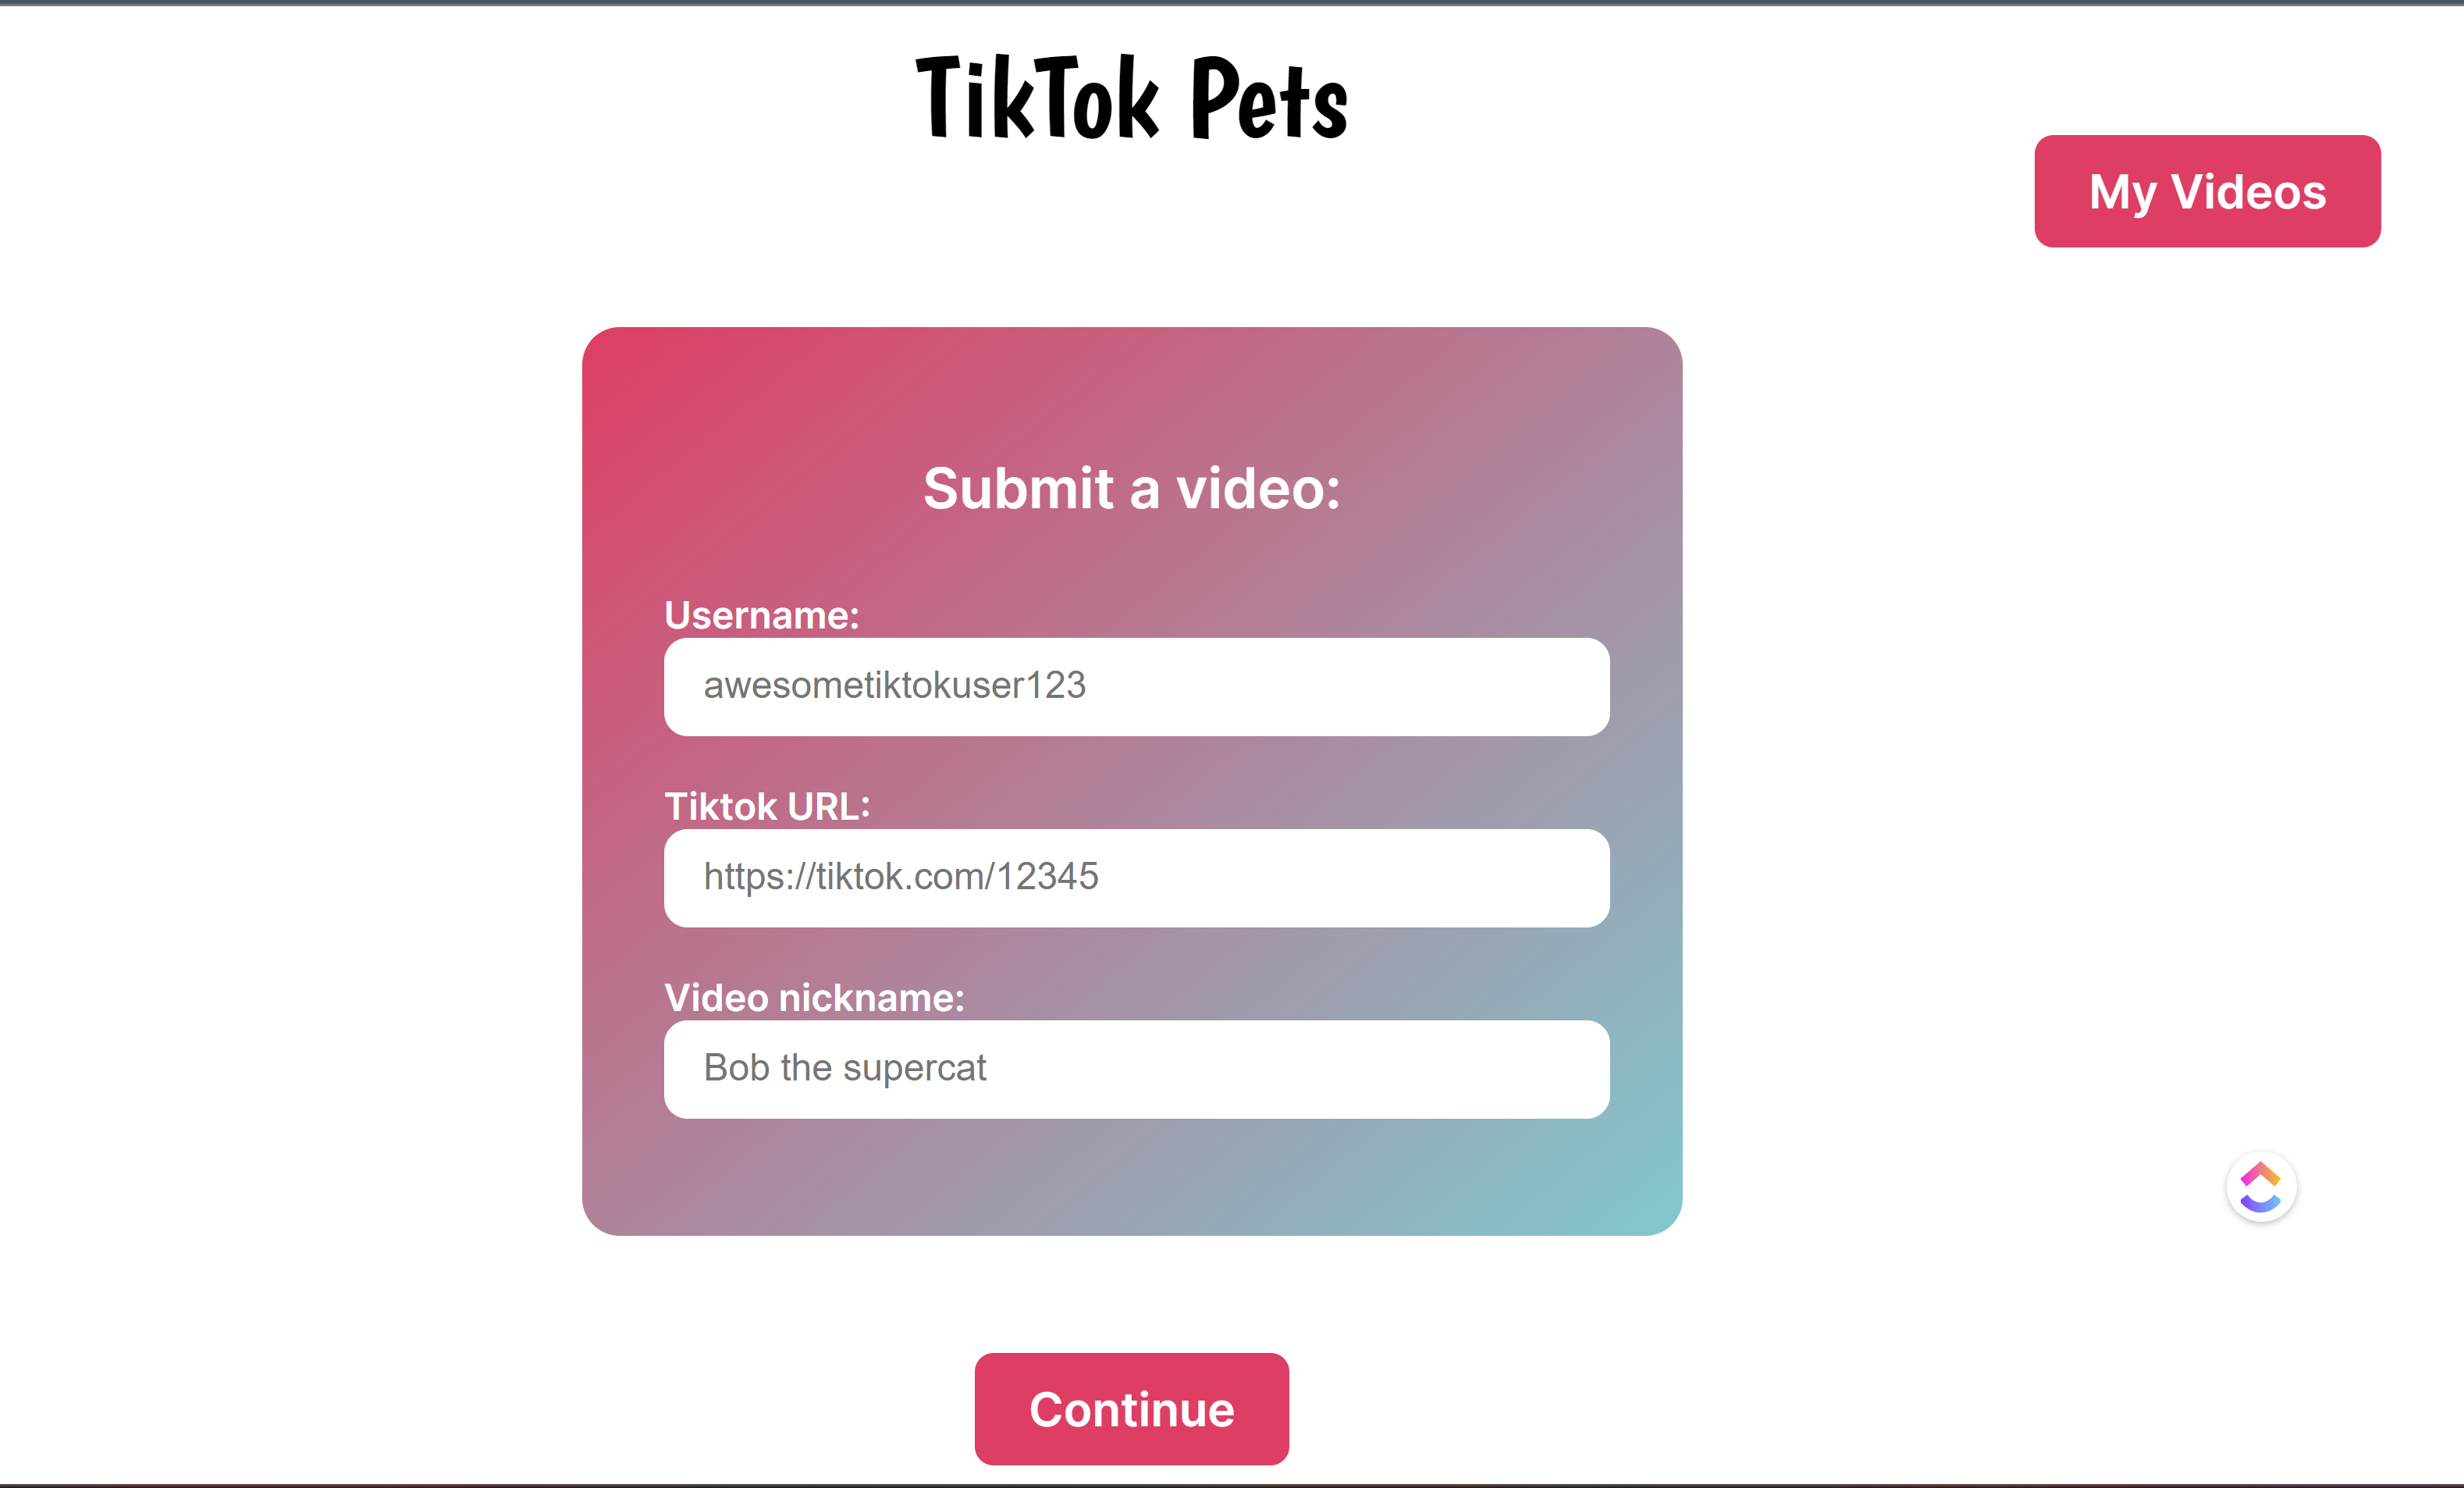 TikTok Pets
My Videos
Submit a video:
Username:
awesometiktokuser123
Tiktok URL:
https://tiktok.com/12345
Video nickname:
Bob the supercat
Continue